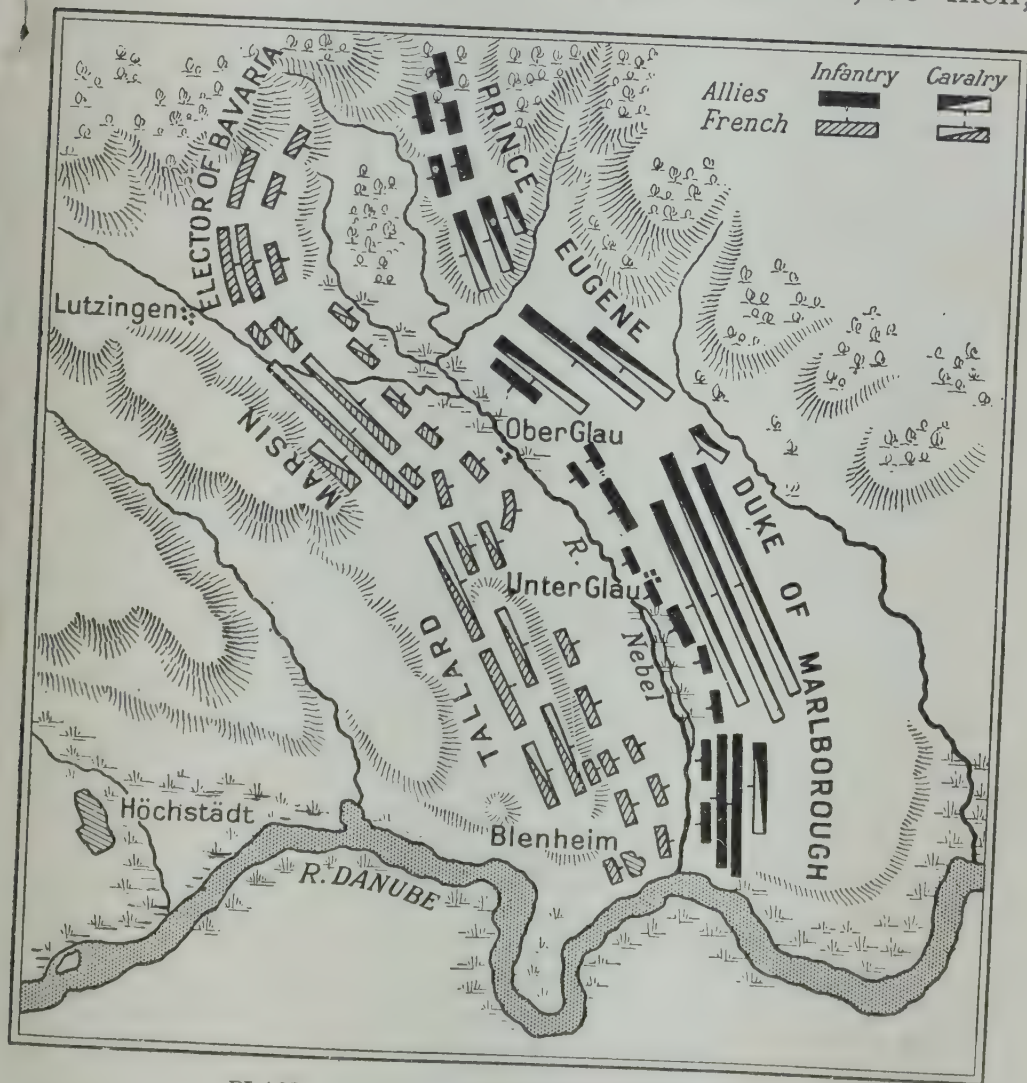 men,
Infantry Cavalry
Allies
French
ELECTOR OF BAVARIA
PRINCE
EUGENE
Lutzingen
MARSIN
Ober Glau
DUKE OF MARLBOROUGH
R.
Nebel
Unter Glau
TALLARD
Höchstädt
Blenheim
R. DANUBE